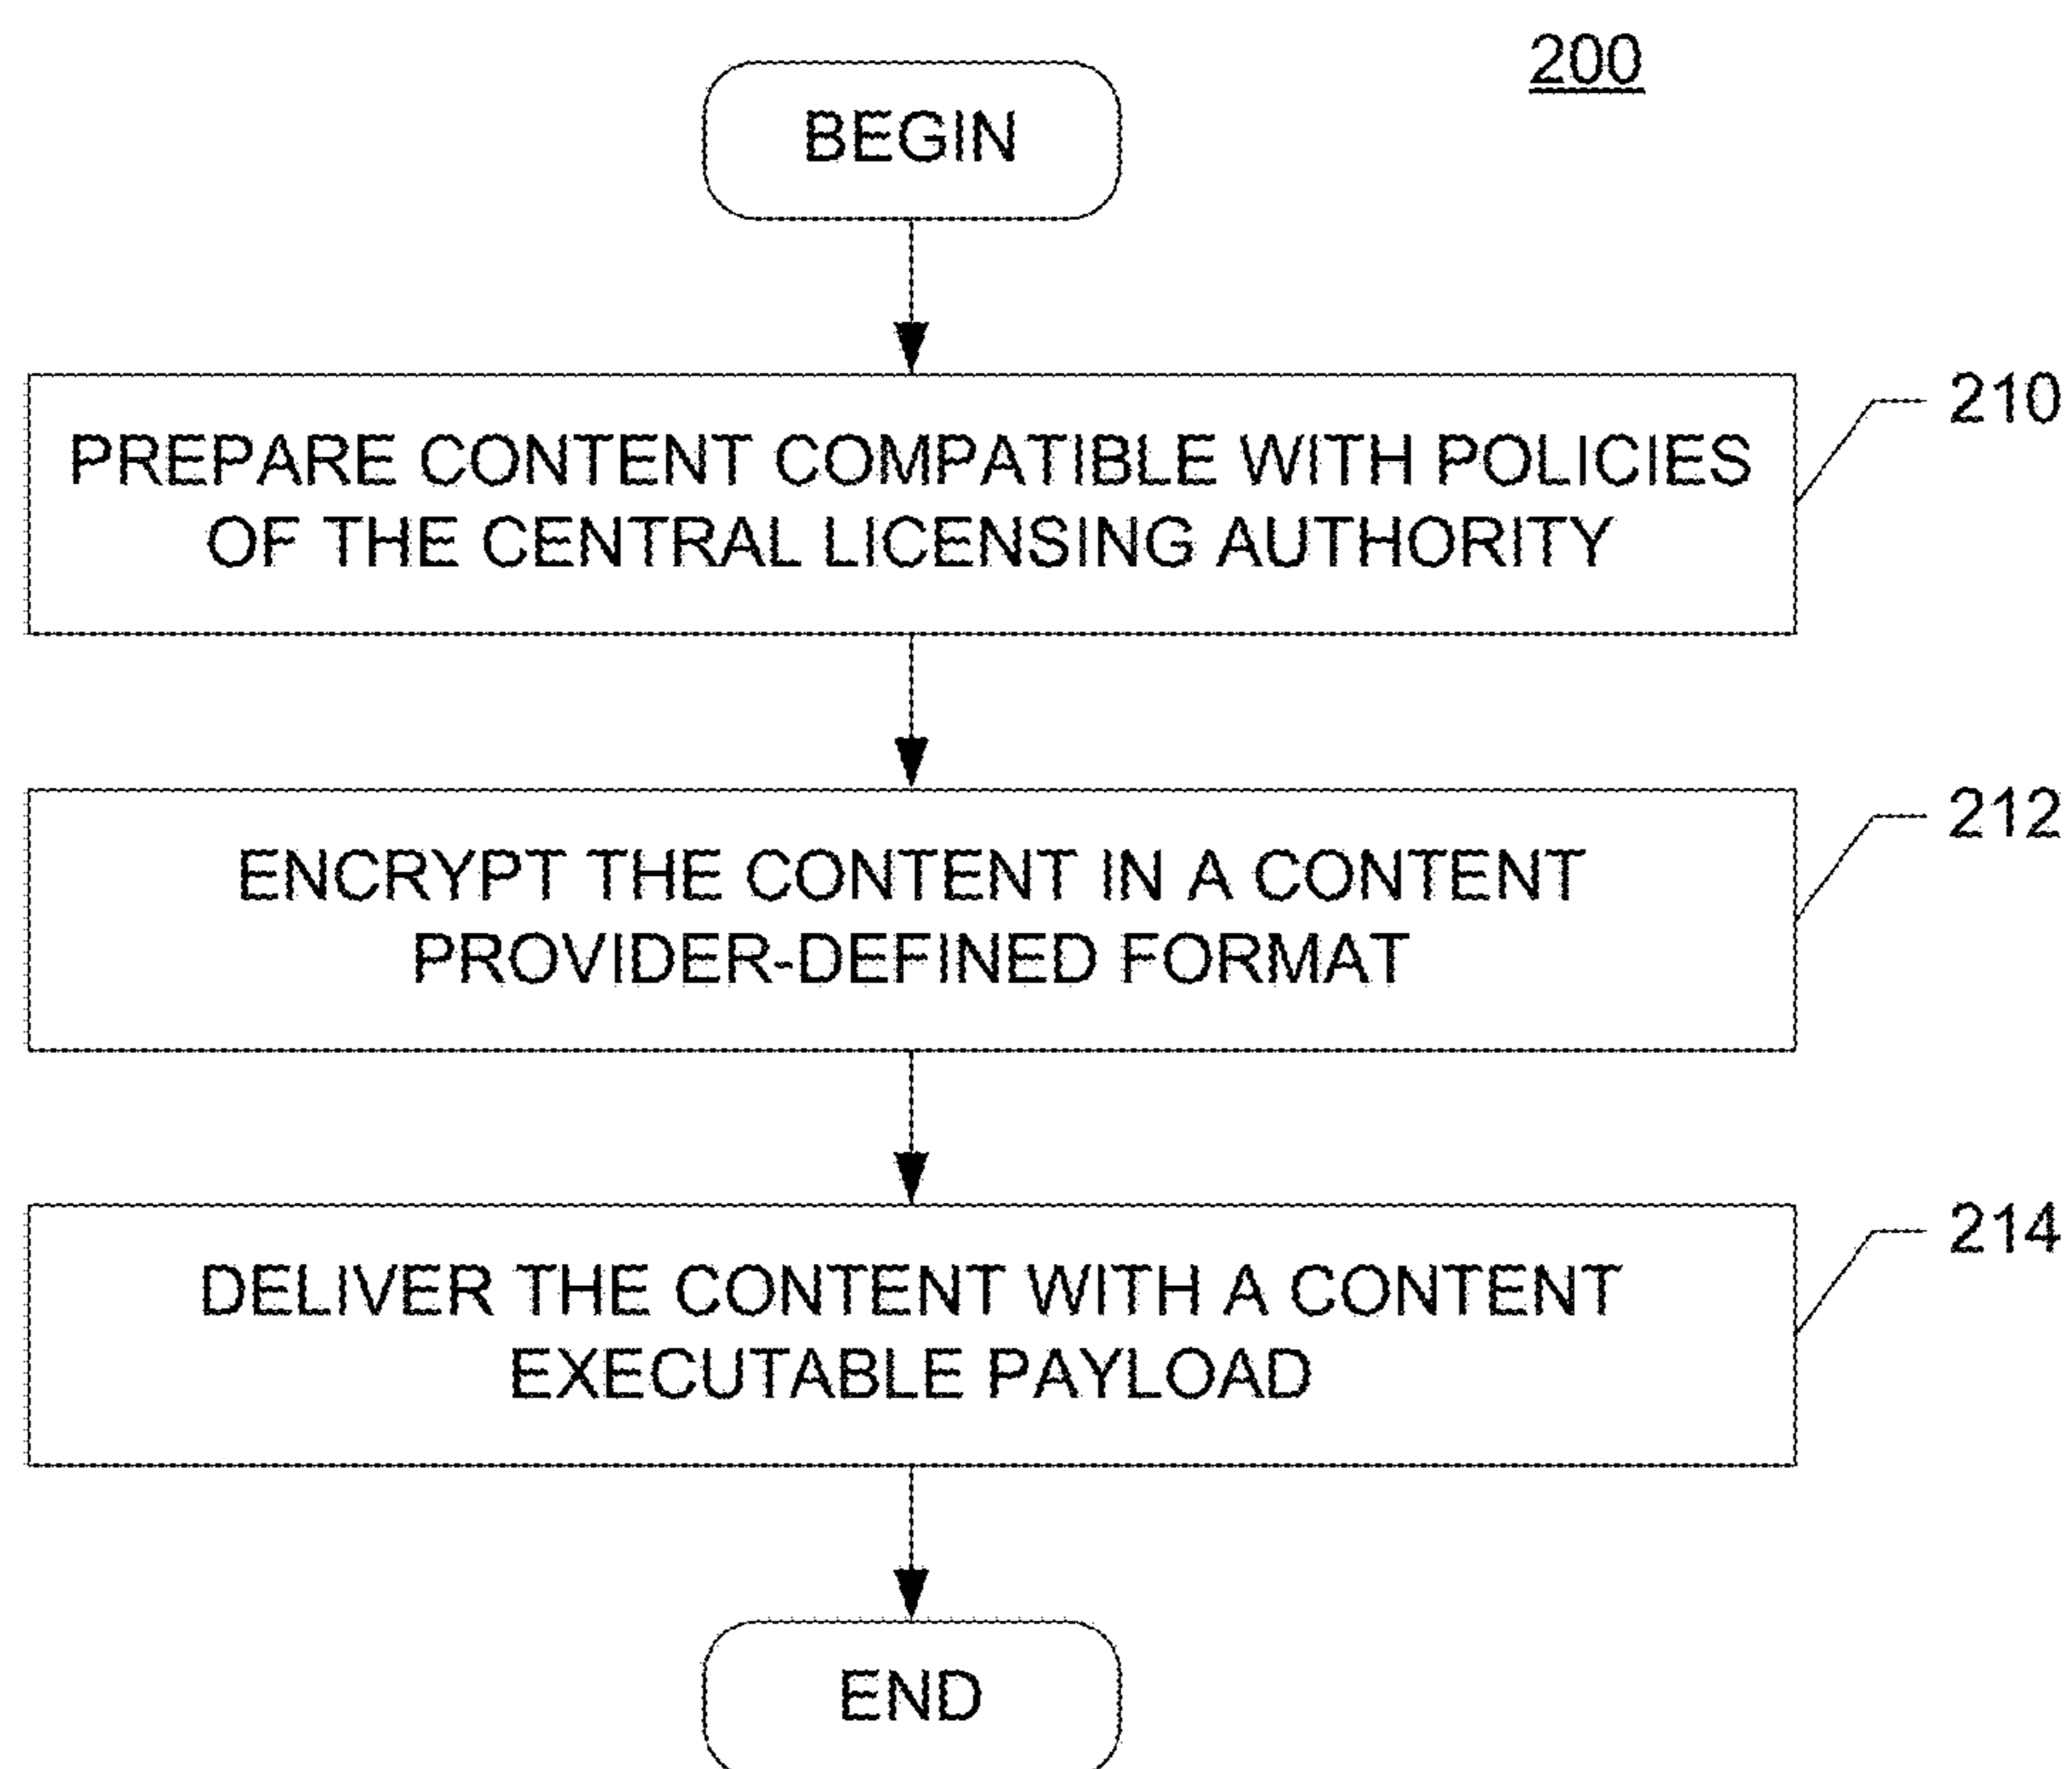 200
BEGIN
210
PREPARE CONTENT COMPATIBLE WITH POLICIES
OF THE CENTRAL LICENSING AUTHORITY
212
ENCRYPT THE CONTENT IN A CONTENT
PROVIDER-DEFINED FORMAT
214
DELIVER THE CONTENT WITH A CONTENT
EXECUTABLE PAYLOAD
END